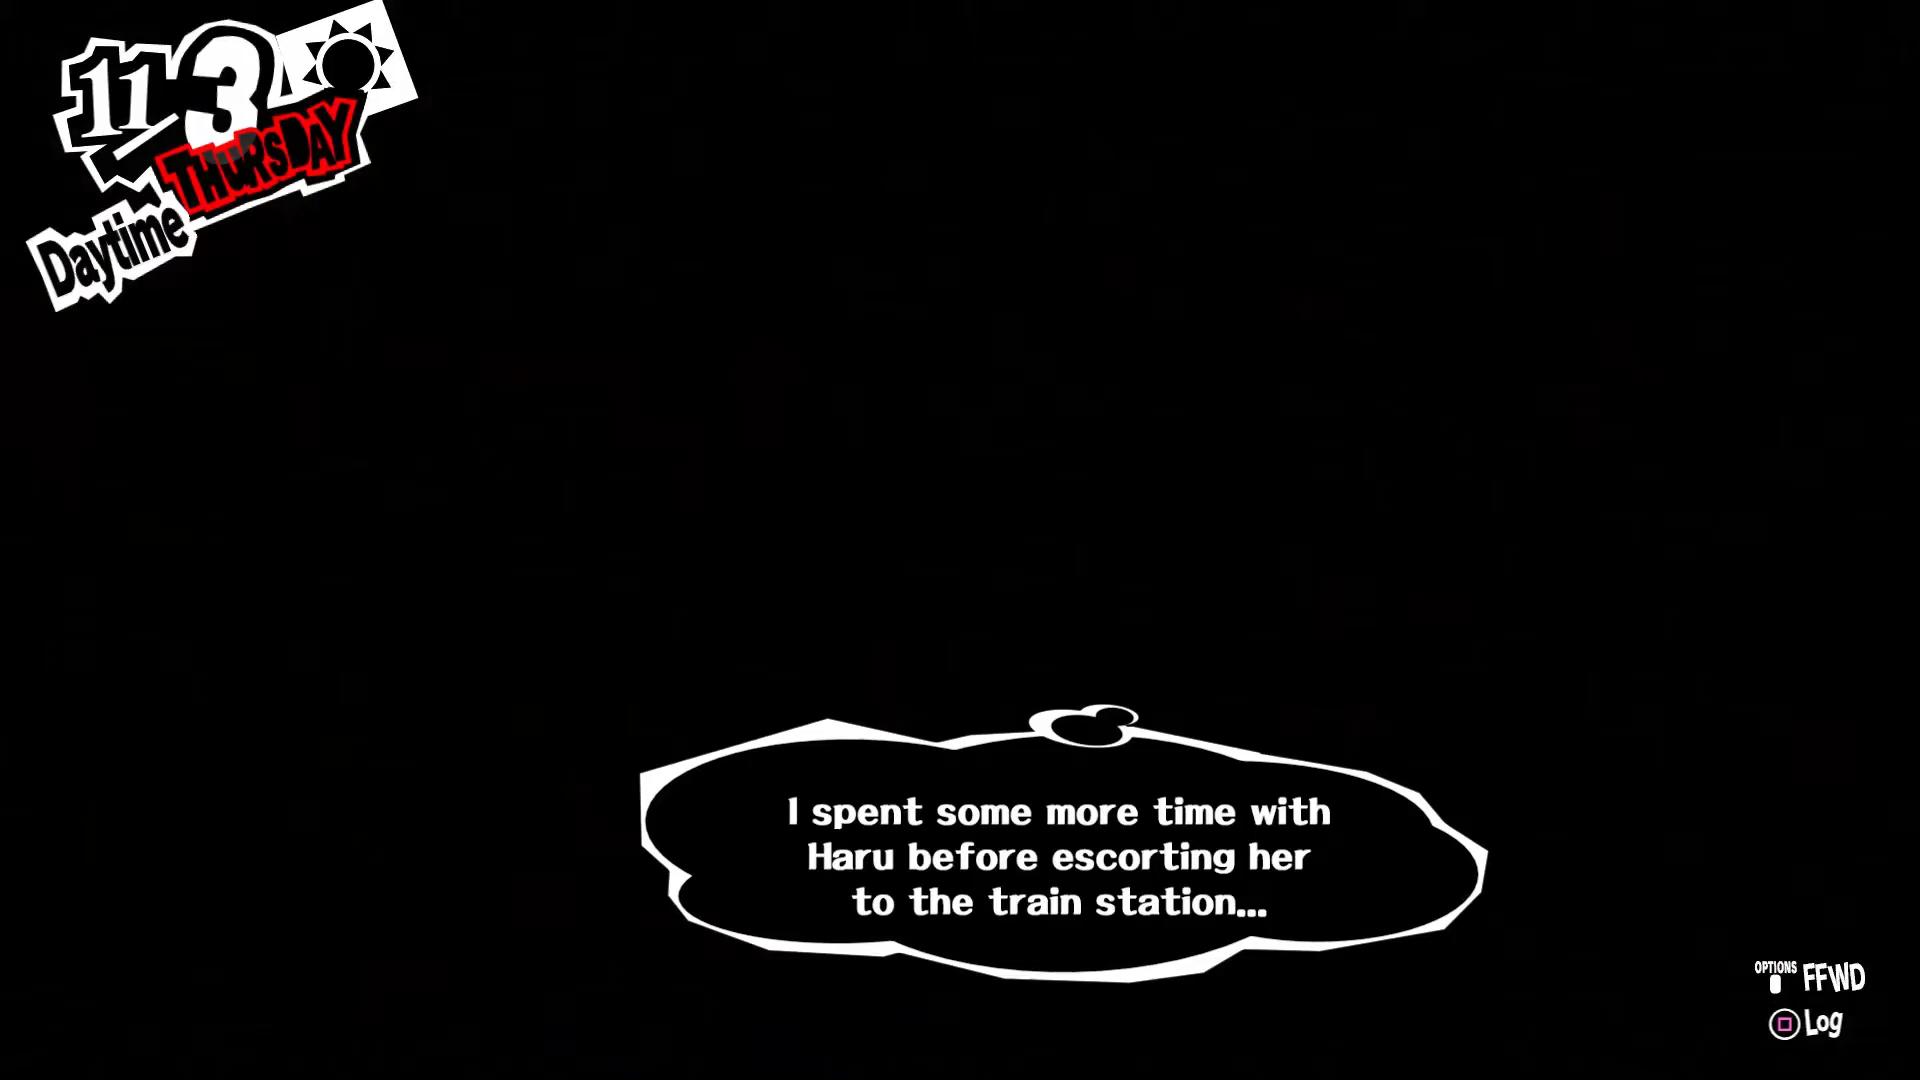 11/3
THURSDAY
Daytime
I spent some more time with
Haru before escorting her
to the train station...
OPTIONS FFWD
Log